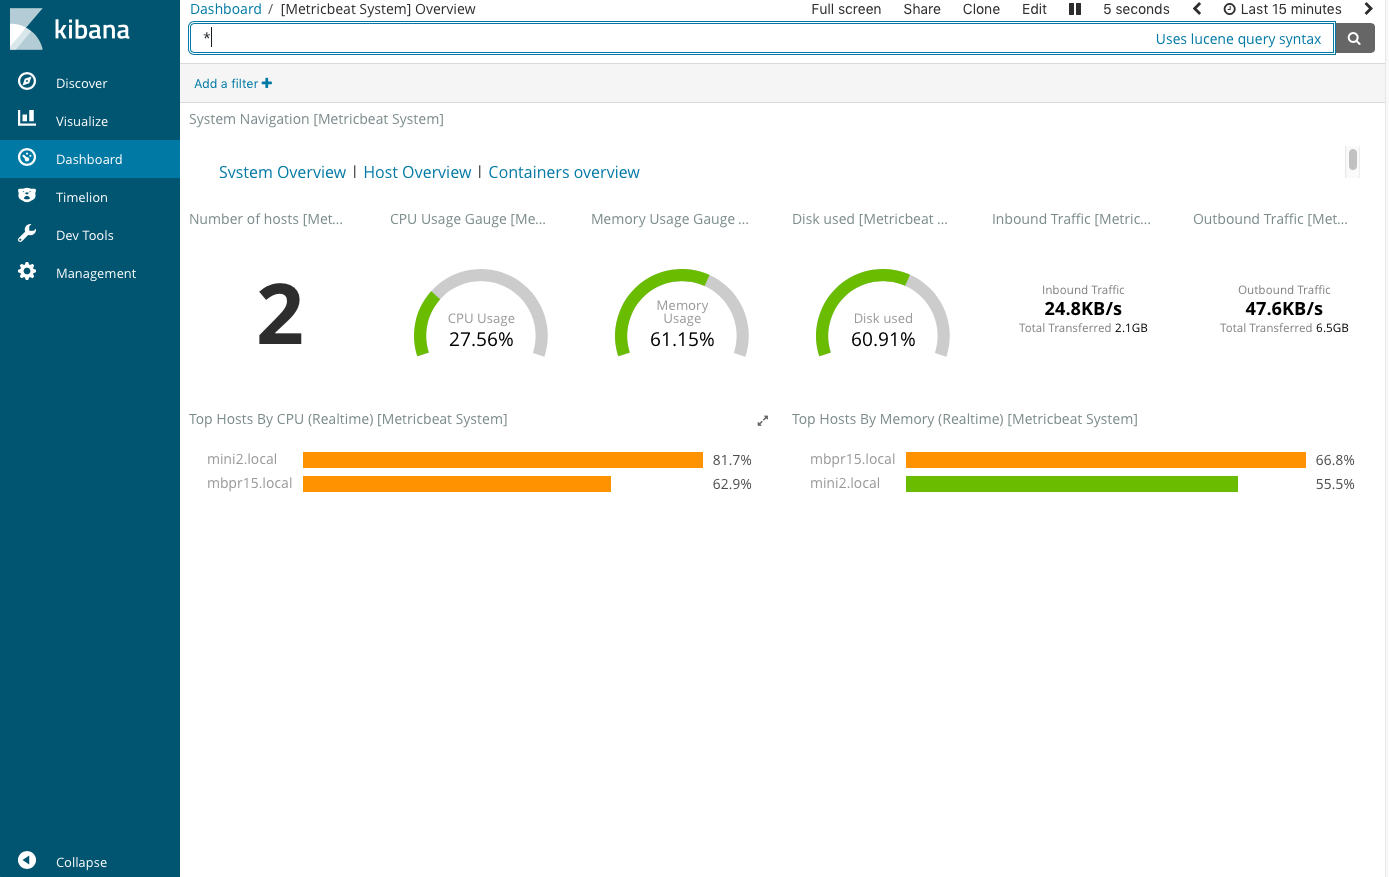 kibana
Discover
Visualize
Dashboard
Timelion
Dev Tools
Management
Collapse
Dashboard / [Metricbeat System] Overview
Full screen Share Clone Edit 5 seconds Last 15 minutes
*
Uses lucene query syntax
Add a filter +
System Navigation [Metricbeat System]
System Overview | Host Overview | Containers overview
Number of hosts [Met...
2
CPU Usage Gauge [Me...
CPU Usage
27.56%
Memory Usage Gauge ...
Memory
Usage
61.15%
Disk used [Metricbeat ...
Disk used
60.91%
Inbound Traffic [Metric...
Inbound Traffic
24.8KB/s
Total Transferred 2.1GB
Outbound Traffic [Met...
Outbound Traffic
47.6KB/s
Total Transferred 6.5GB
Top Hosts By CPU (Realtime) [Metricbeat System]
mini2.local 81.7%
mbpr15.local 62.9%
Top Hosts By Memory (Realtime) [Metricbeat System]
mbpr15.local 66.8%
mini2.local 55.5%